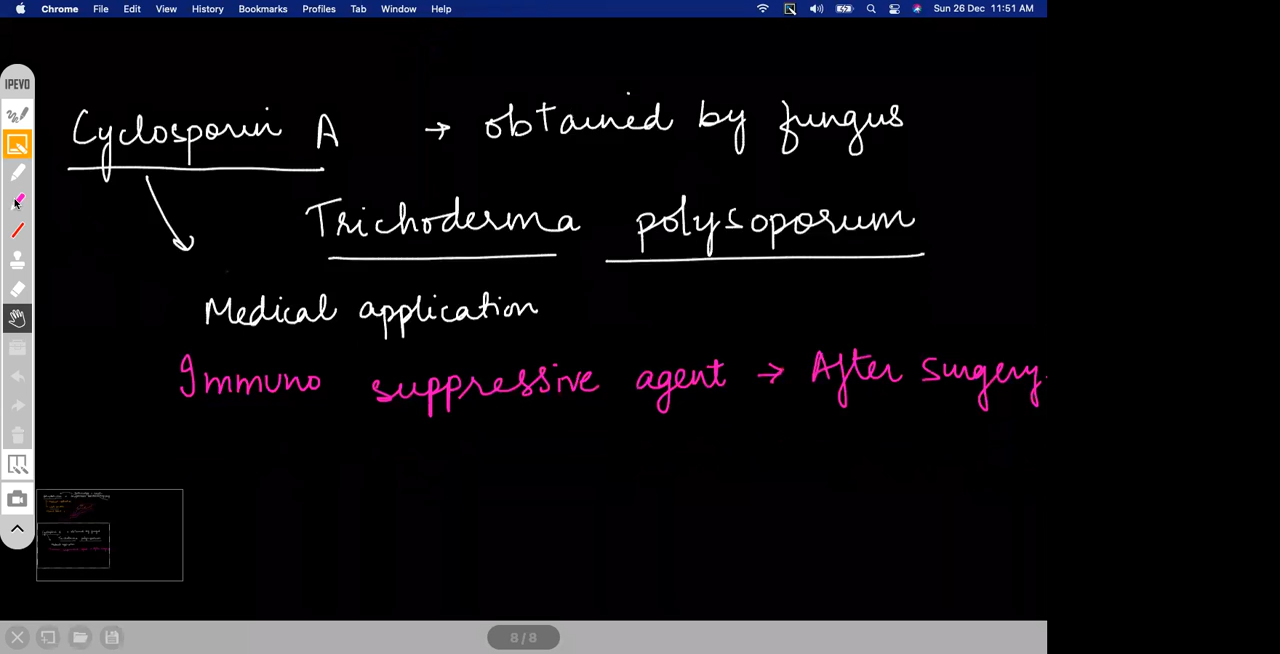 Chrome File Edit View History Bookmarks Profiles Tab Window Help Sun 26 Dec 11:51 AM
IPEVO
Cyclosporin A → obtained by fungus
Trichoderma polysoporum
Medical application
Immuno suppressive agent → After surgery.
8/8